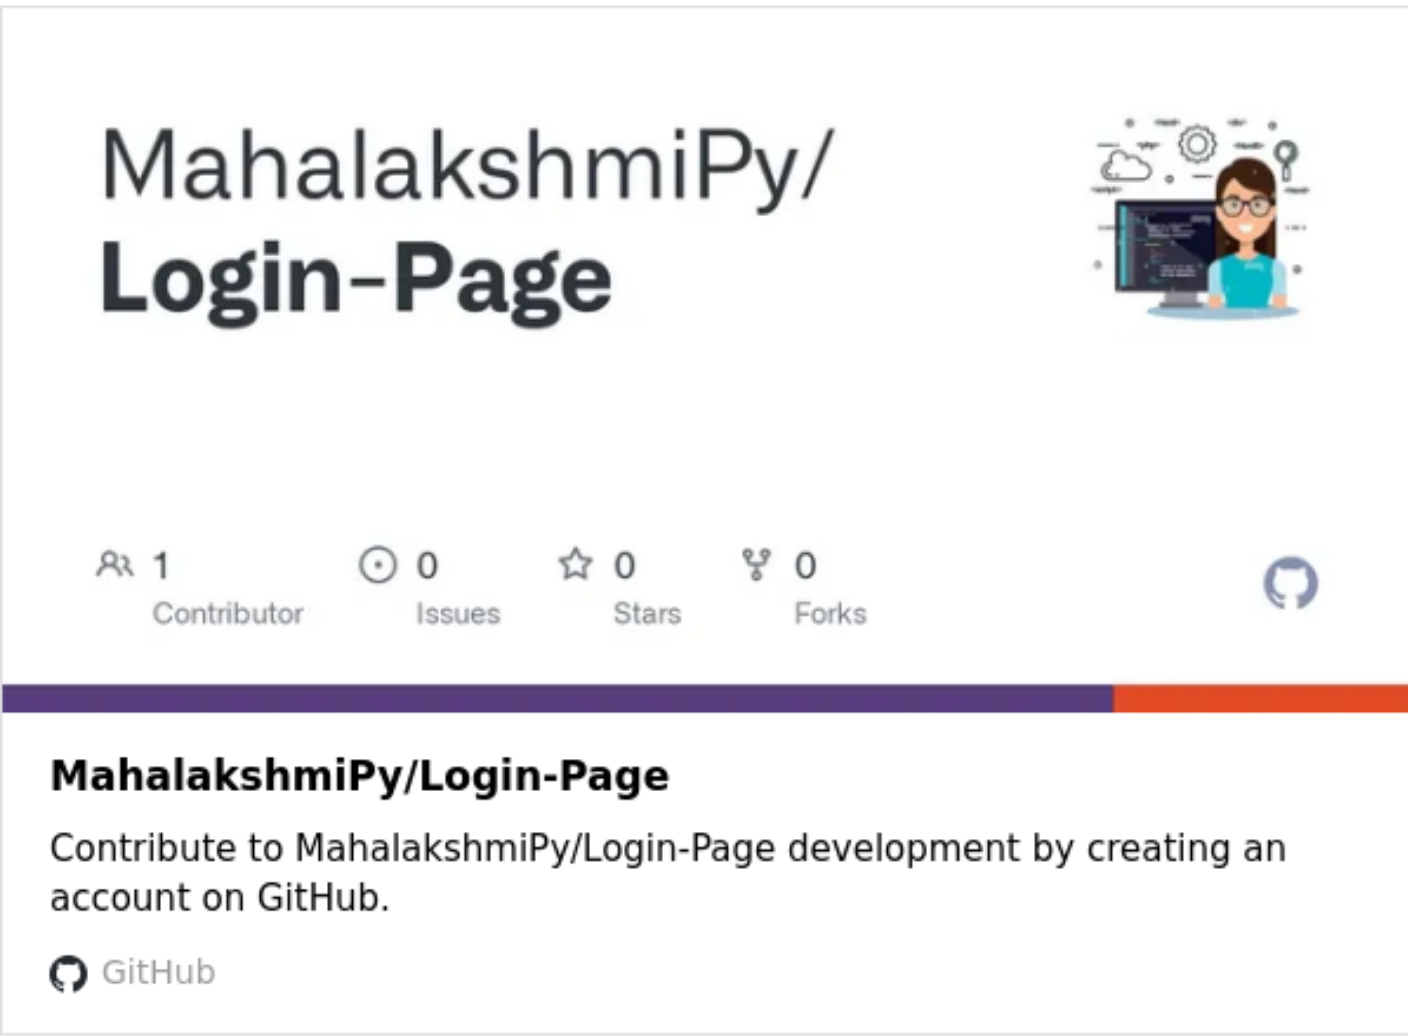 MahalakshmiPy/
Login-Page
1 0 0 0
Contributor Issues Stars Forks
MahalakshmiPy/Login-Page
Contribute to MahalakshmiPy/Login-Page development by creating an
account on GitHub.
GitHub